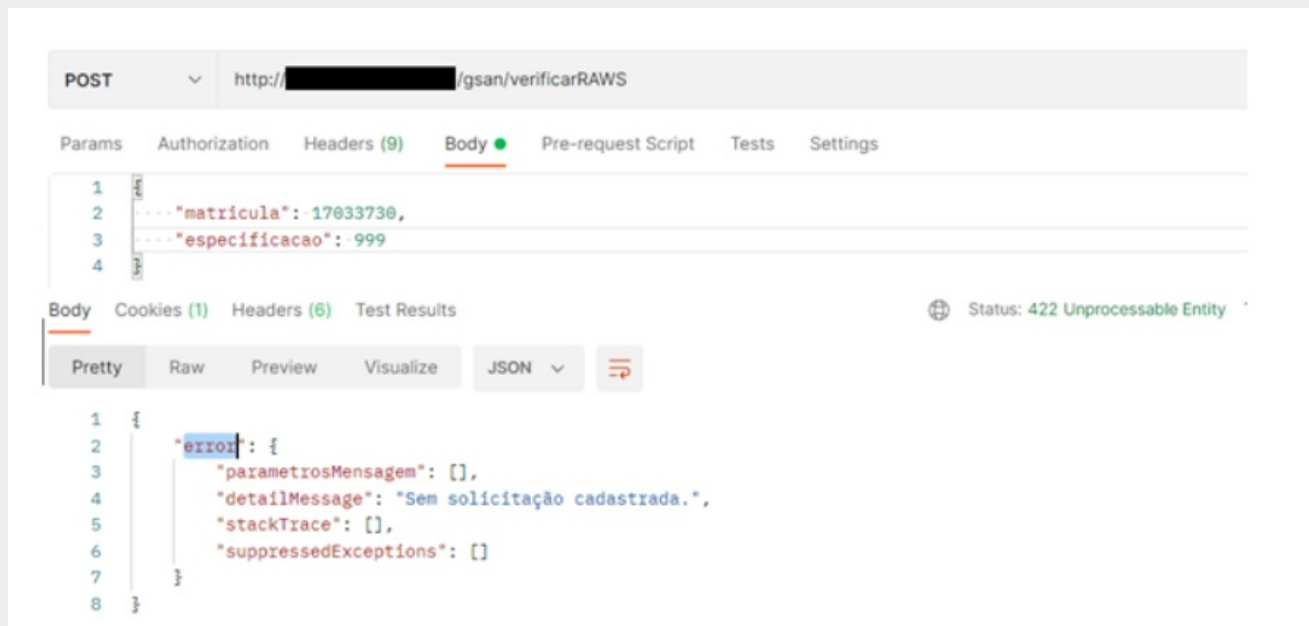 POST http:// /gsan/verificarRAWS
Params Authorization Headers (9) Body Pre-request Script Tests Settings
1 {
2 "matricula": 17033730,
3 "especificacao": 999
4 }
Body Cookies (1) Headers (6) Test Results Status: 422 Unprocessable Entity
Pretty Raw Preview Visualize JSON
1 {
2 "error": {
3 "parametrosMensagem": [],
4 "detailMessage": "Sem solicitação cadastrada.",
5 "stackTrace": [],
6 "suppressedExceptions": []
7 }
8 }